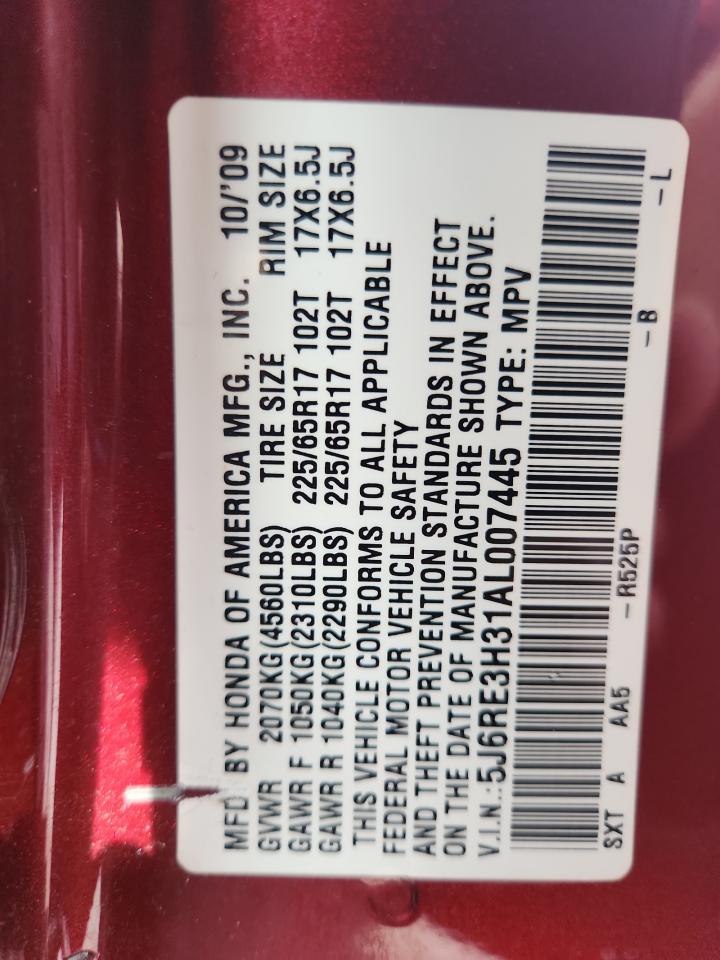 MFD BY HONDA OF AMERICA MFG., INC. 10/'09
GVWR 2070KG(4560LBS) TIRE SIZE RIM SIZE
GAWR F 1050KG(2310LBS) 225/65R17 102T 17X6.5J
GAWR R 1040KG(2290LBS) 225/65R17 102T 17X6.5J
THIS VEHICLE CONFORMS TO ALL APPLICABLE
FEDERAL MOTOR VEHICLE SAFETY
AND THEFT PREVENTION STANDARDS IN EFFECT
ON THE DATE OF MANUFACTURE SHOWN ABOVE.
V.I.N.:5J6RE3H31AL007445 TYPE: MPV
SXT A AA5 –R525P –B –L